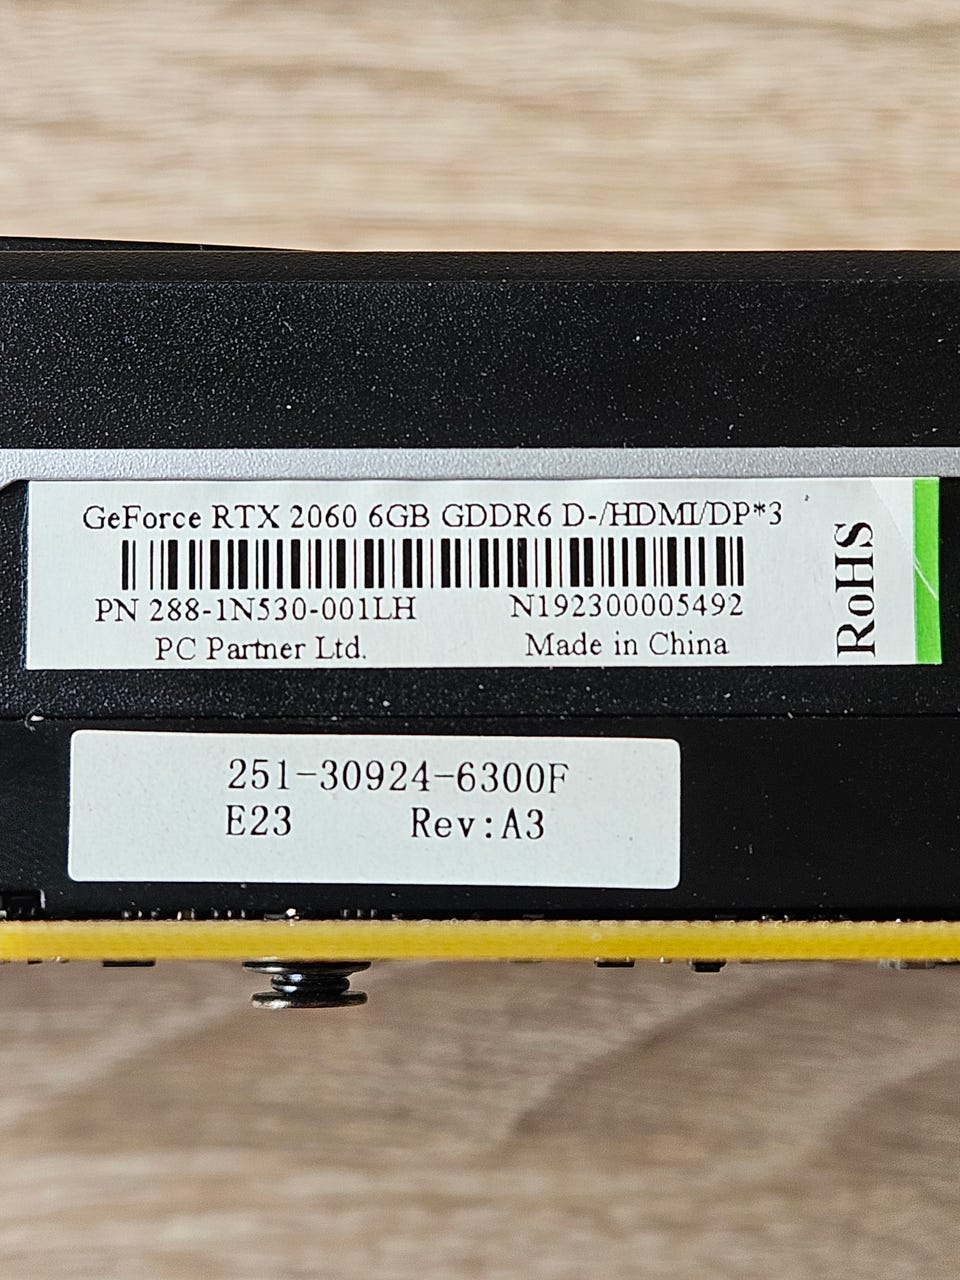 GeForce RTX 2060 6GB GDDR6 D-/HDMI/DP*3
PN 288-1N530-001LH N192300005492
PC Partner Ltd. Made in China
RoHS
251-30924-6300F
E23 Rev:A3